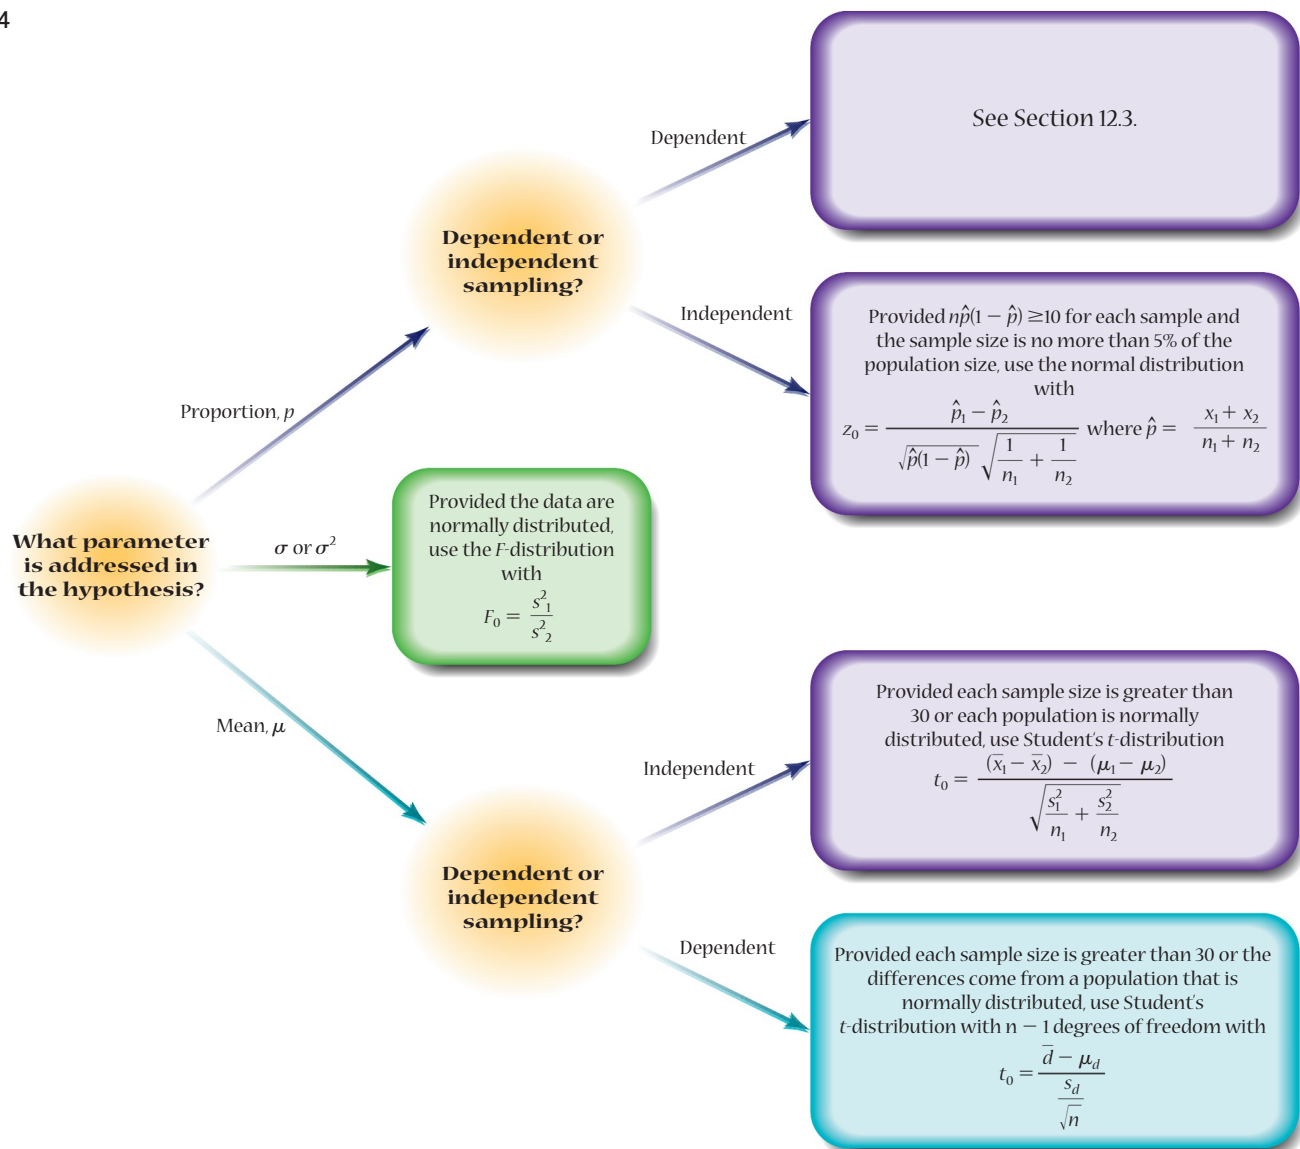 4
Dependent
See Section 12.3.
Dependent or
independent
sampling?
Independent
Provided np̂(1 − p̂) ≥10 for each sample and
the sample size is no more than 5% of the
population size, use the normal distribution
with
z₀ = (p̂₁ − p̂₂) / (√(p̂(1 − p̂)) √(1/n₁ + 1/n₂)) where p̂ = (x₁ + x₂) / (n₁ + n₂)
Proportion, p
What parameter
is addressed in
the hypothesis?
σ or σ²
Provided the data are
normally distributed,
use the F-distribution
with
F₀ = s²₁ / s²₂
Mean, μ
Dependent or
independent
sampling?
Independent
Provided each sample size is greater than
30 or each population is normally
distributed, use Student's t-distribution
t₀ = ((x̄₁ − x̄₂) − (μ₁ − μ₂)) / √(s₁²/n₁ + s₂²/n₂)
Dependent
Provided each sample size is greater than 30 or the
differences come from a population that is
normally distributed, use Student's
t-distribution with n − 1 degrees of freedom with
t₀ = (d̄ − μ_d) / (s_d / √n)